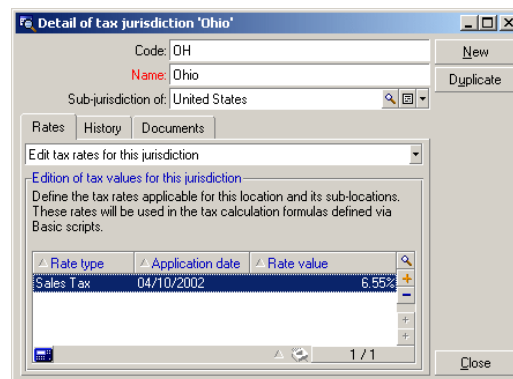 Detail of tax jurisdiction 'Ohio'
Code: OH
New
Name: Ohio
Duplicate
Sub-jurisdiction of: United States
Rates History Documents
Edit tax rates for this jurisdiction
Edition of tax values for this jurisdiction
Define the tax rates applicable for this location and its sub-locations.
These rates will be used in the tax calculation formulas defined via
Basic scripts.
Rate type Application date Rate value
Sales Tax 04/10/2002 6.55%
1 / 1
Close